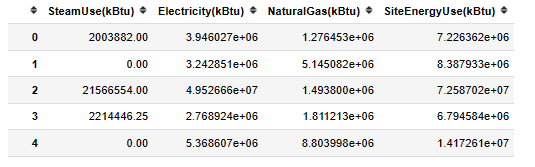 SteamUse(kBtu) Electricity(kBtu) NaturalGas(kBtu) SiteEnergyUse(kBtu)
0 2003882.00 3.946027e+06 1.276453e+06 7.226362e+06
1 0.00 3.242851e+06 5.145082e+06 8.387933e+06
2 21566554.00 4.952666e+07 1.493800e+06 7.258702e+07
3 2214446.25 2.768924e+06 1.811213e+06 6.794584e+06
4 0.00 5.368607e+06 8.803998e+06 1.417261e+07